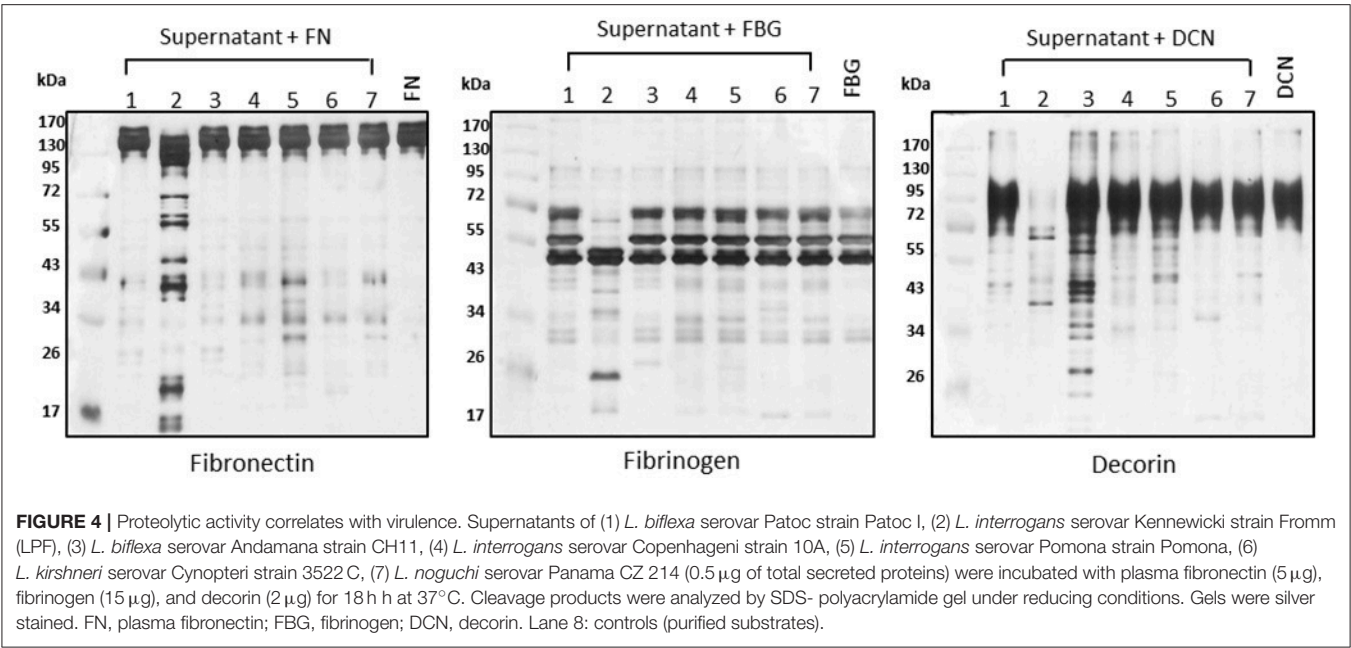 Supernatant + FN
kDa
1 2 3 4 5 6 7 FN
170
130
95
72
55
43
34
26
17
Fibronectin
Supernatant + FBG
kDa
1 2 3 4 5 6 7 FBG
170
130
95
72
55
43
34
26
17
Fibrinogen
Supernatant + DCN
kDa
1 2 3 4 5 6 7 DCN
170
130
95
72
55
43
34
26
Decorin
FIGURE 4 | Proteolytic activity correlates with virulence. Supernatants of (1) L. biflexa serovar Patoc strain Patoc I, (2) L. interrogans serovar Kennewicki strain Fromm
(LPF), (3) L. biflexa serovar Andamana strain CH11, (4) L. interrogans serovar Copenhageni strain 10A, (5) L. interrogans serovar Pomona strain Pomona, (6)
L. kirshneri serovar Cynopteri strain 3522 C, (7) L. noguchi serovar Panama CZ 214 (0.5 μg of total secreted proteins) were incubated with plasma fibronectin (5 μg),
fibrinogen (15 μg), and decorin (2 μg) for 18 h h at 37°C. Cleavage products were analyzed by SDS- polyacrylamide gel under reducing conditions. Gels were silver
stained. FN, plasma fibronectin; FBG, fibrinogen; DCN, decorin. Lane 8: controls (purified substrates).